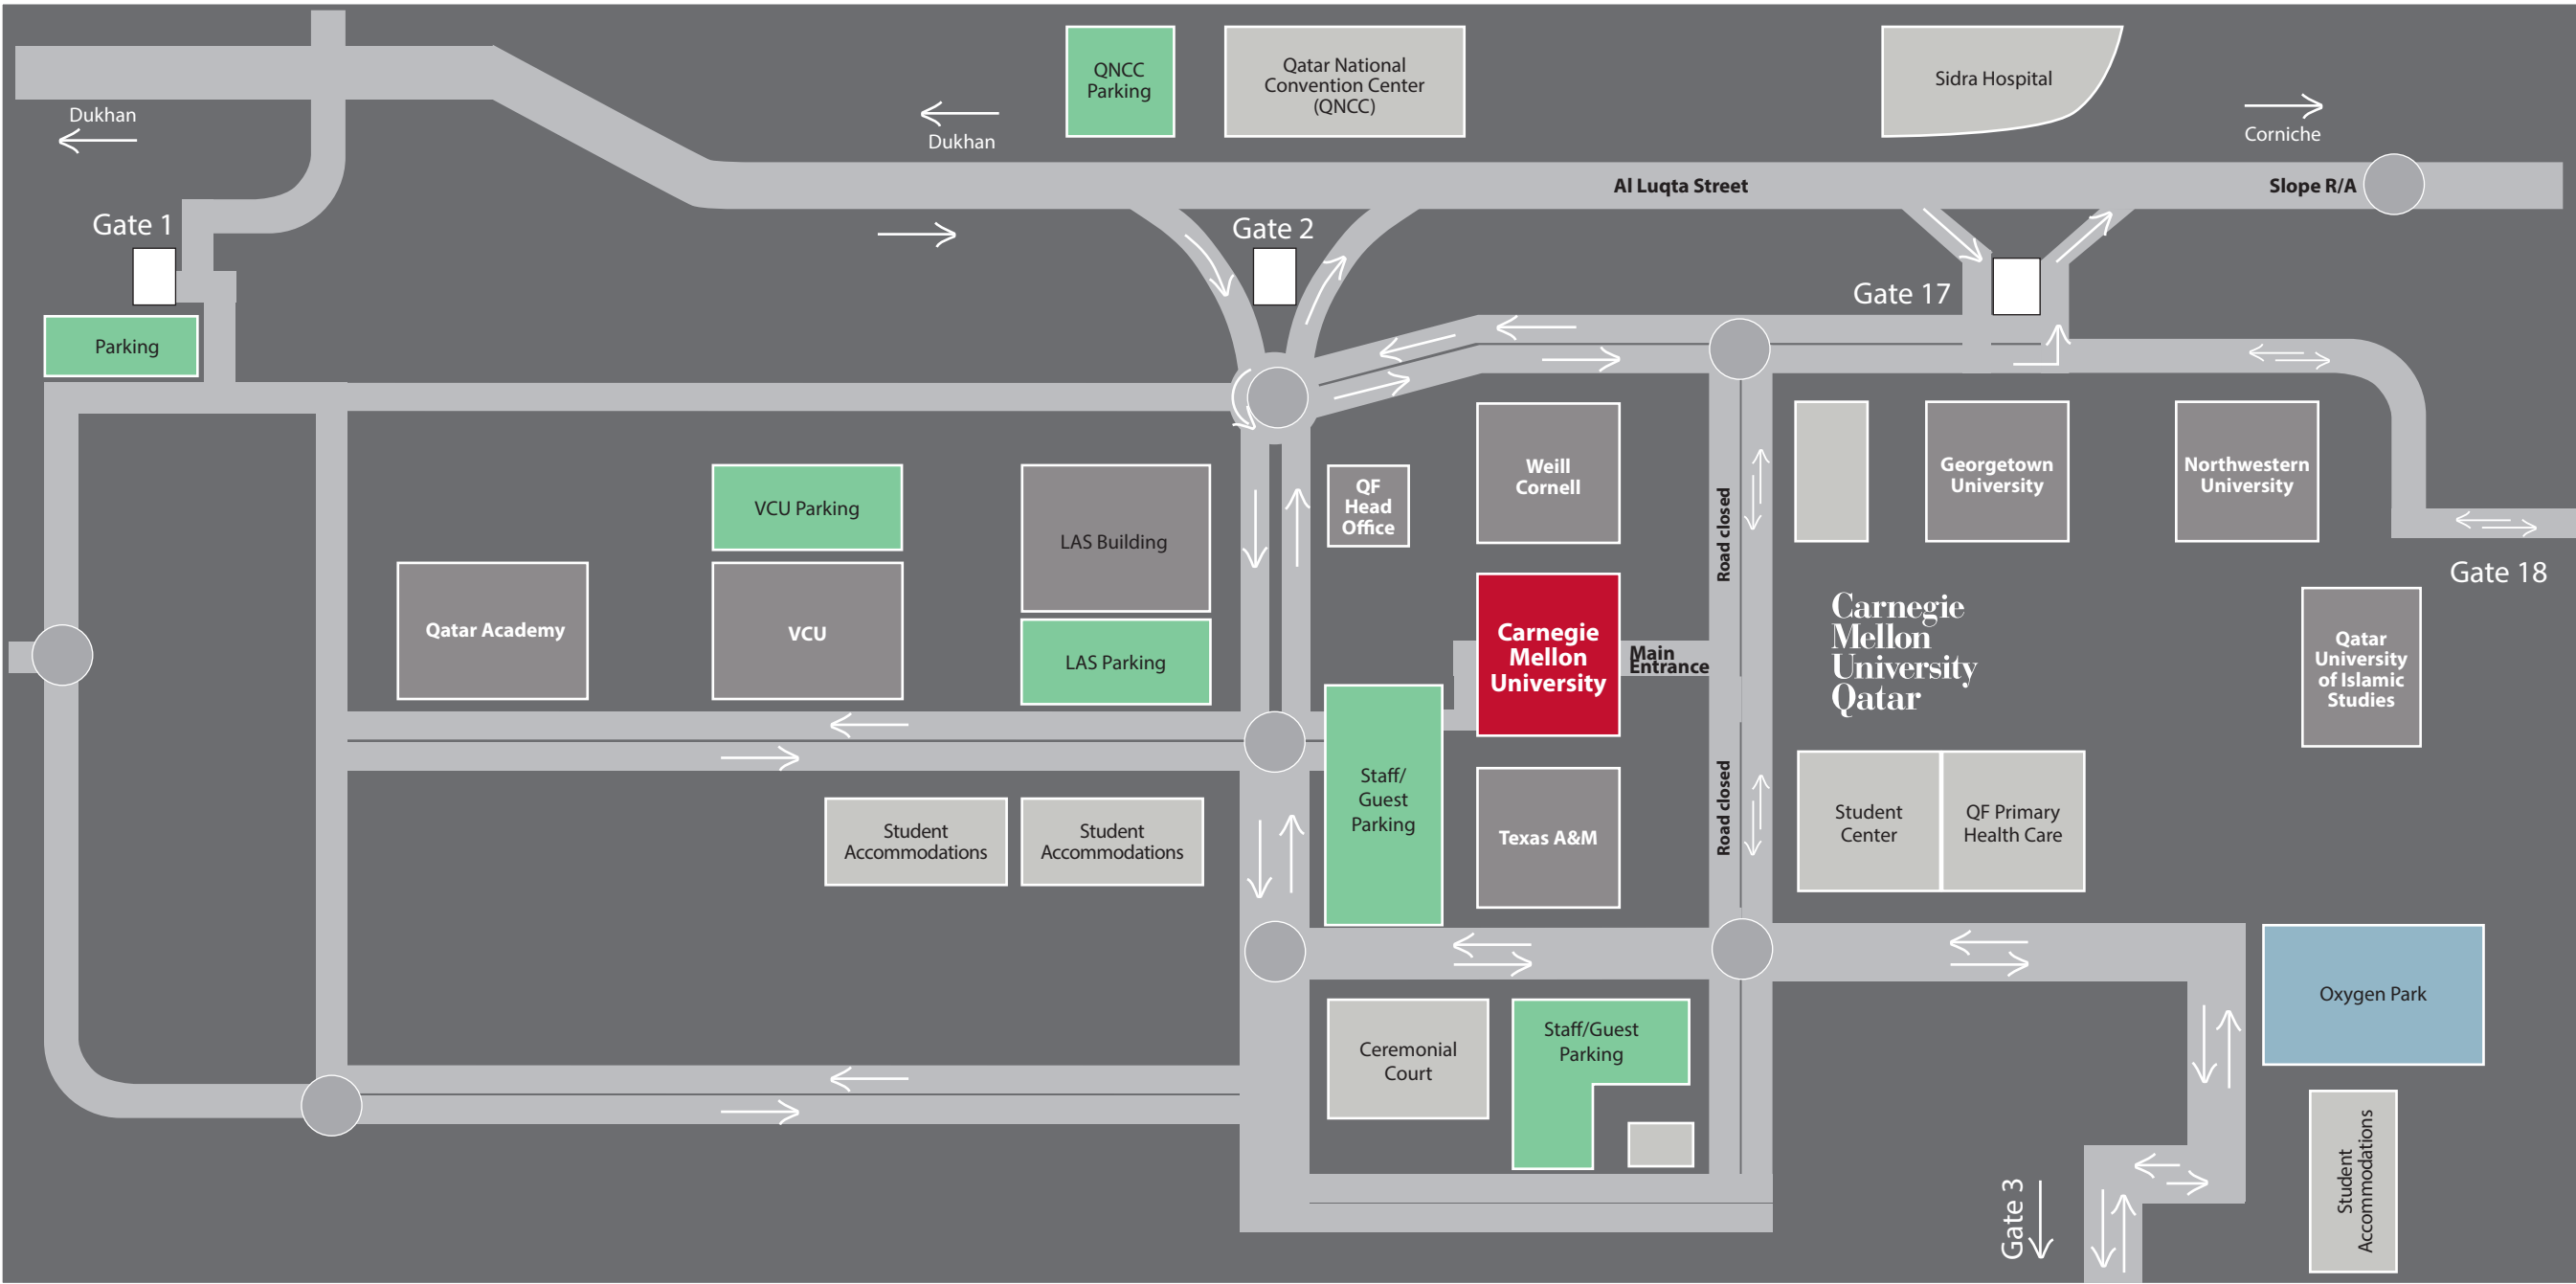 QNCC
Parking
Qatar National
Convention Center
(QNCC)
Sidra Hospital
Dukhan
Dukhan
Corniche
Al Luqta Street
Slope R/A
Gate 1
Gate 2
Gate 17
Parking
Weill
Cornell
QF
Head
Office
Georgetown
University
Northwestern
University
VCU Parking
LAS Building
Road closed
Gate 18
Qatar Academy
VCU
LAS Parking
Carnegie
Mellon
University
Main
Entrance
Carnegie
Mellon
University
Qatar
Qatar
University
of Islamic
Studies
Staff/
Guest
Parking
Student
Accommodations
Student
Accommodations
Texas A&M
Road closed
Student
Center
QF Primary
Health Care
Oxygen Park
Ceremonial
Court
Staff/Guest
Parking
Gate 3
Student
Accommodations